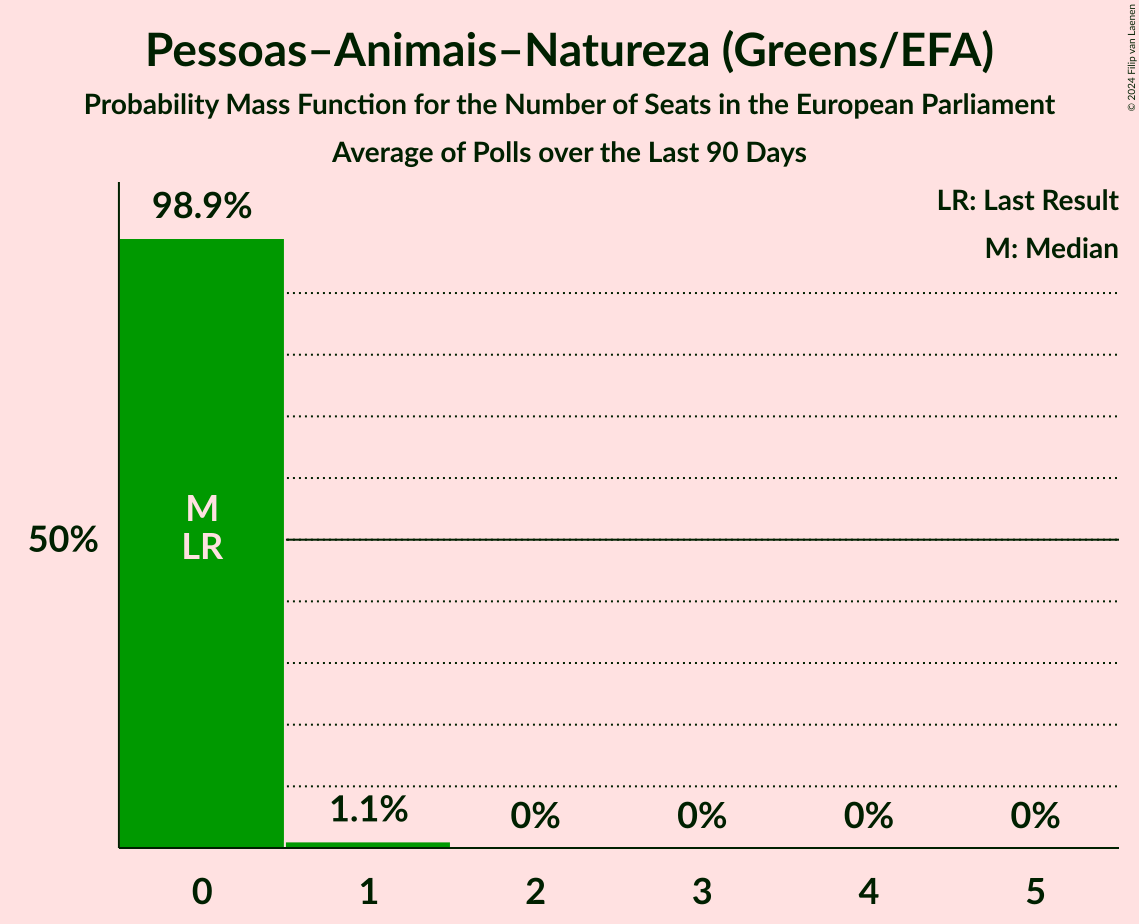 Pessoas–Animais–Natureza (Greens/EFA)
Probability Mass Function for the Number of Seats in the European Parliament
Average of Polls over the Last 90 Days
© 2024 Filip van Laenen
LR: Last Result
M: Median
98.9%
M
LR
50%
1.1%
0%
0%
0%
0%
0
1
2
3
4
5